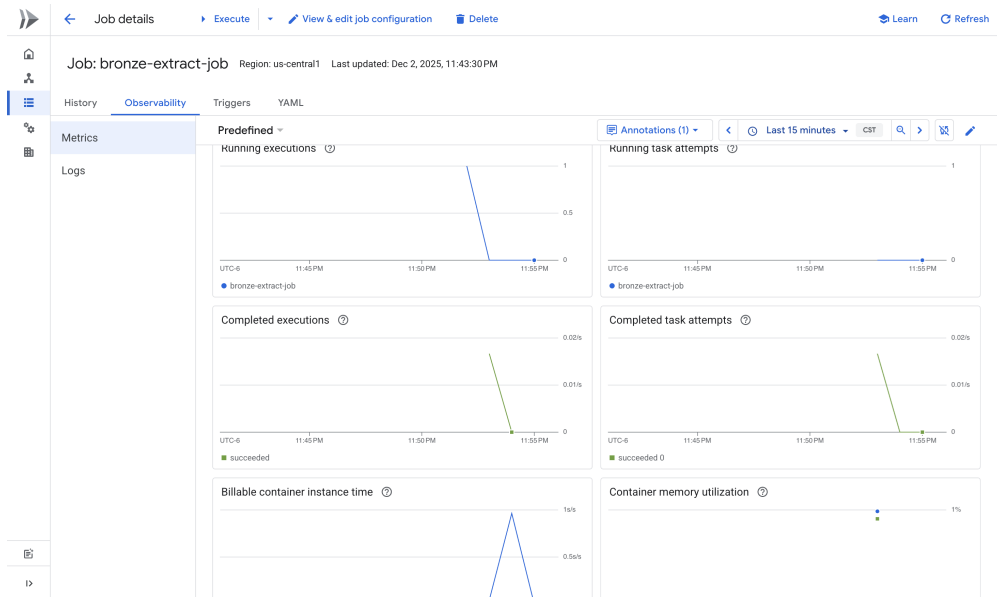 Job details
Execute
View & edit job configuration
Delete
Learn
Refresh
Job: bronze-extract-job
Region: us-central1
Last updated: Dec 2, 2025, 11:43:30 PM
History
Observability
Triggers
YAML
Metrics
Logs
Predefined
Annotations (1)
Last 15 minutes
CST
Running executions
1
0.5
0
UTC-6
11:45 PM
11:50 PM
11:55 PM
bronze-extract-job
Running task attempts
1
0
UTC-6
11:45 PM
11:50 PM
11:55 PM
bronze-extract-job
Completed executions
0.02/s
0.01/s
0
UTC-6
11:45 PM
11:50 PM
11:55 PM
succeeded
Completed task attempts
0.02/s
0.01/s
0
UTC-6
11:45 PM
11:50 PM
11:55 PM
succeeded 0
Billable container instance time
1s/s
0.5s/s
Container memory utilization
1%